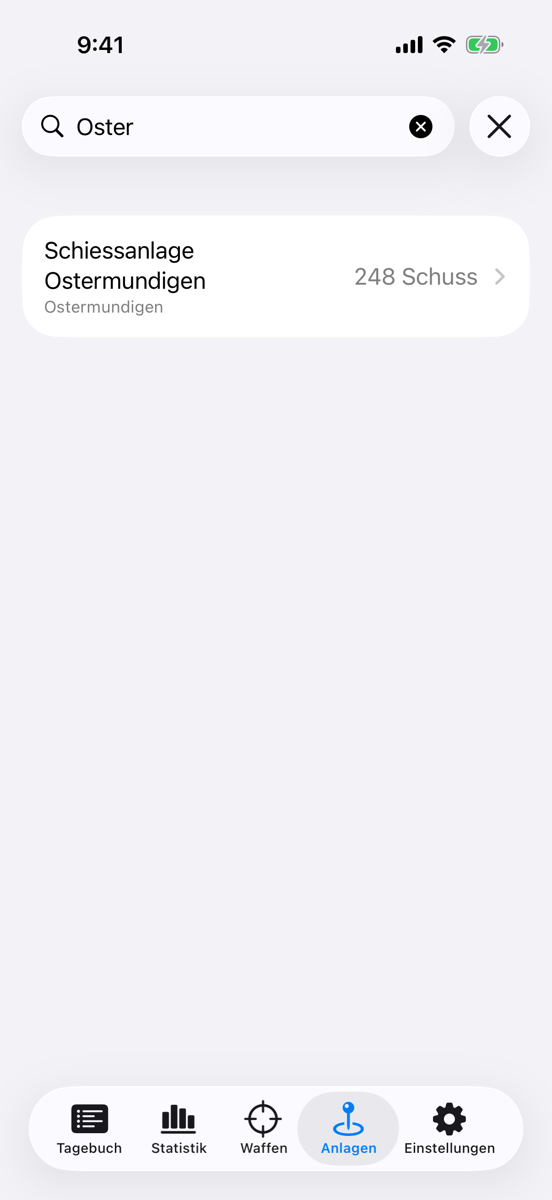 9:41
Oster
Schiessanlage
Ostermundigen
Ostermundigen
248 Schuss
Tagebuch
Statistik
Waffen
Anlagen
Einstellungen